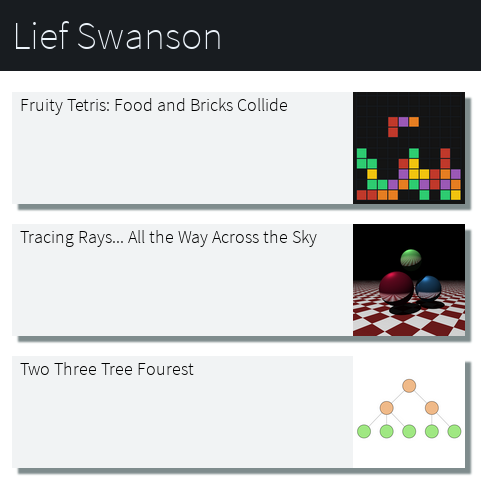 Lief Swanson
Fruity Tetris: Food and Bricks Collide
Tracing Rays... All the Way Across the Sky
Two Three Tree Fourest